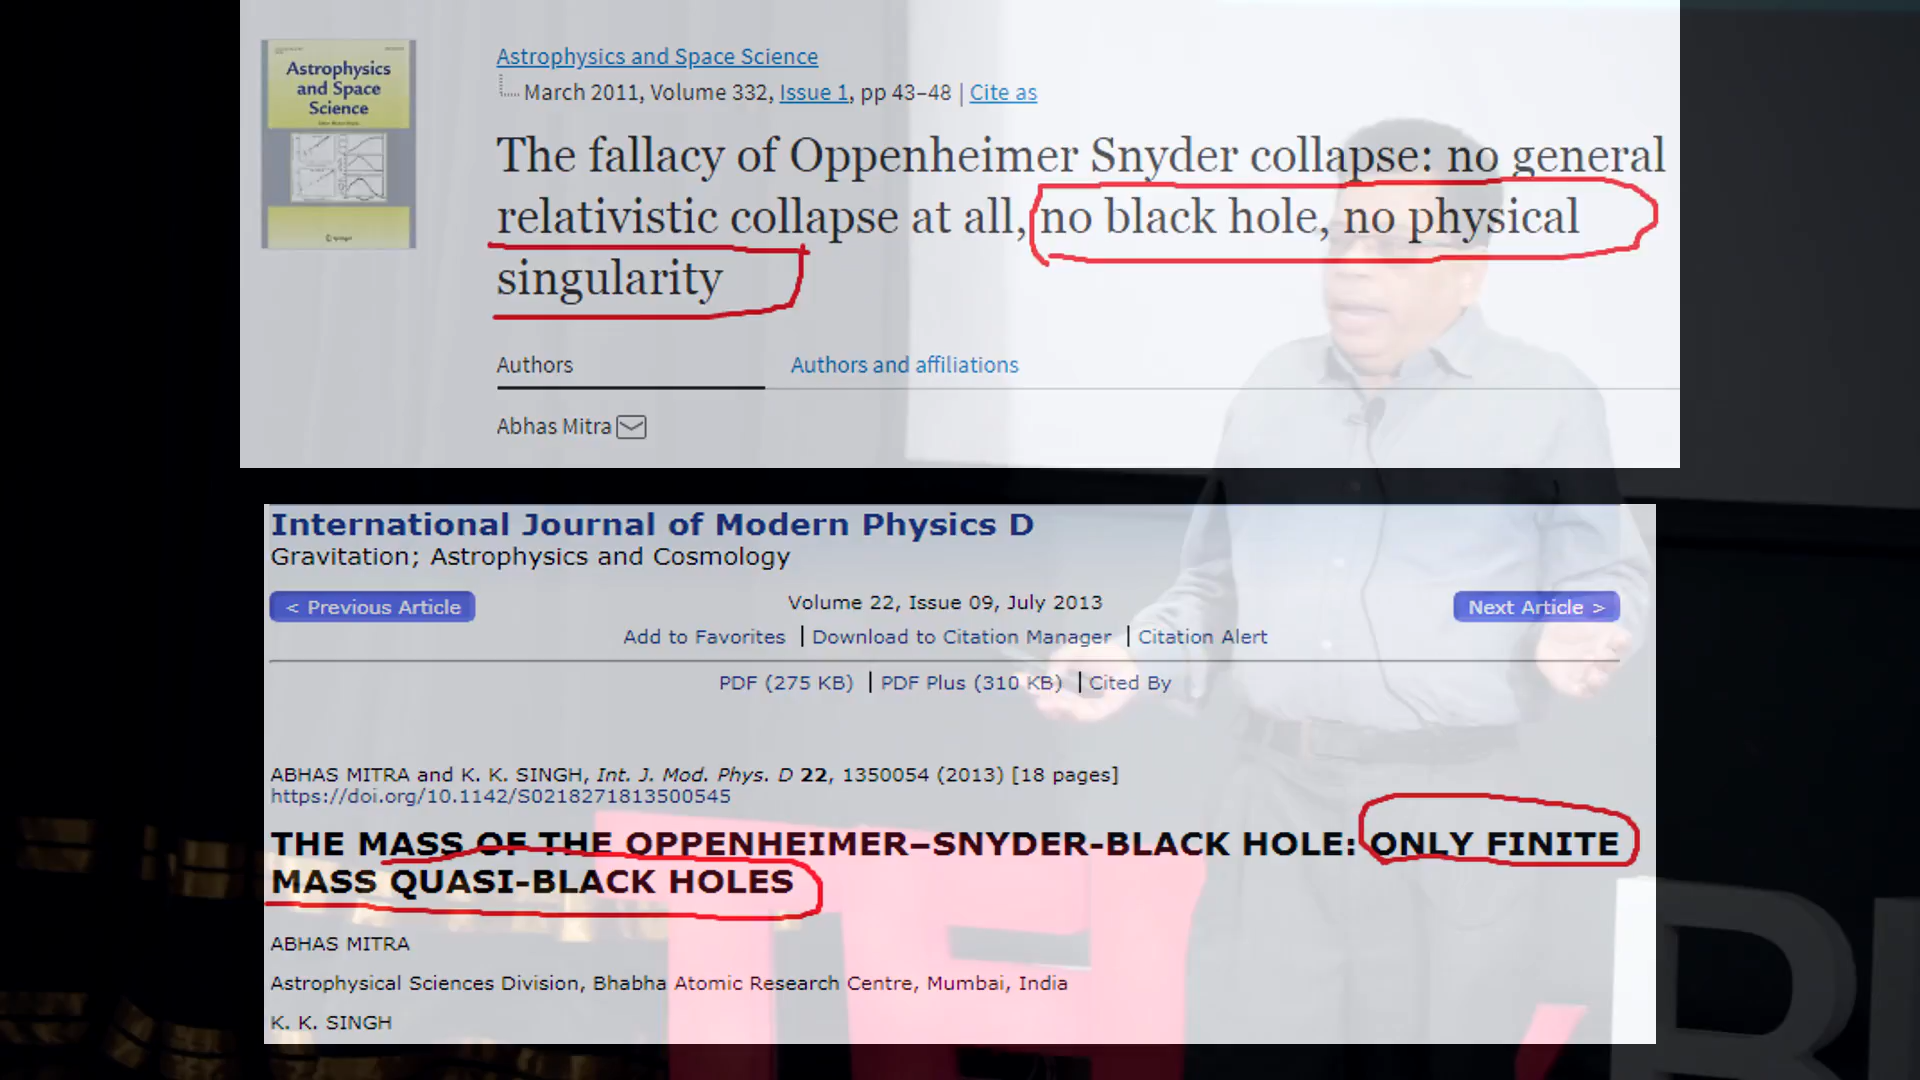 Astrophysics
and Space
Science
Astrophysics and Space Science
March 2011, Volume 332, Issue 1, pp 43–48 | Cite as
The fallacy of Oppenheimer Snyder collapse: no general
relativistic collapse at all, no black hole, no physical
singularity
Authors
Authors and affiliations
Abhas Mitra
International Journal of Modern Physics D
Gravitation; Astrophysics and Cosmology
< Previous Article
Volume 22, Issue 09, July 2013
Next Article >
Add to Favorites | Download to Citation Manager | Citation Alert
PDF (275 KB) | PDF Plus (310 KB) | Cited By
ABHAS MITRA and K. K. SINGH, Int. J. Mod. Phys. D 22, 1350054 (2013) [18 pages]
https://doi.org/10.1142/S0218271813500545
THE MASS OF THE OPPENHEIMER–SNYDER-BLACK HOLE: ONLY FINITE
MASS QUASI-BLACK HOLES
ABHAS MITRA
Astrophysical Sciences Division, Bhabha Atomic Research Centre, Mumbai, India
K. K. SINGH